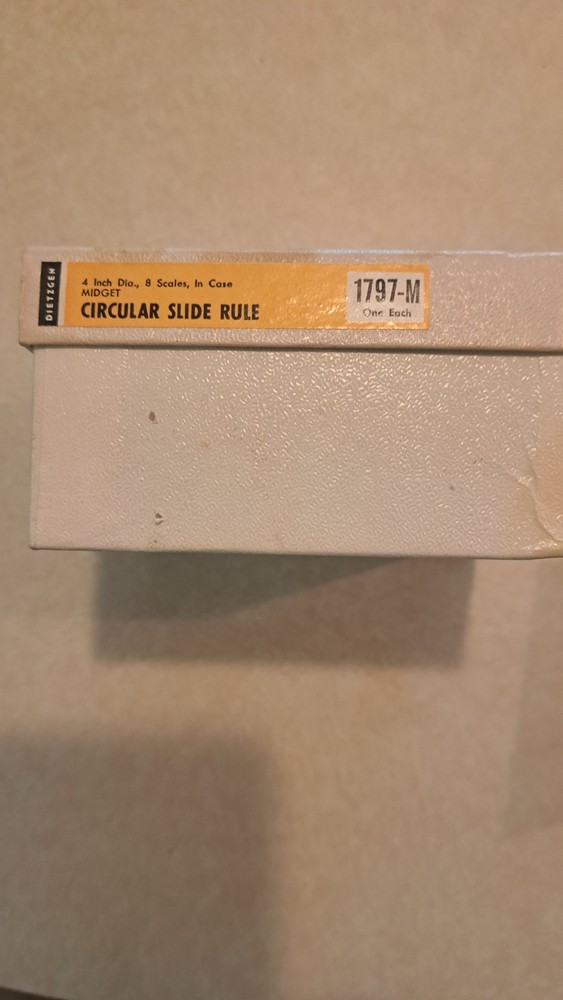 DIETZGEN
4 Inch Dia., 8 Scales, In Case
MIDGET
CIRCULAR SLIDE RULE
1797-M
One Each